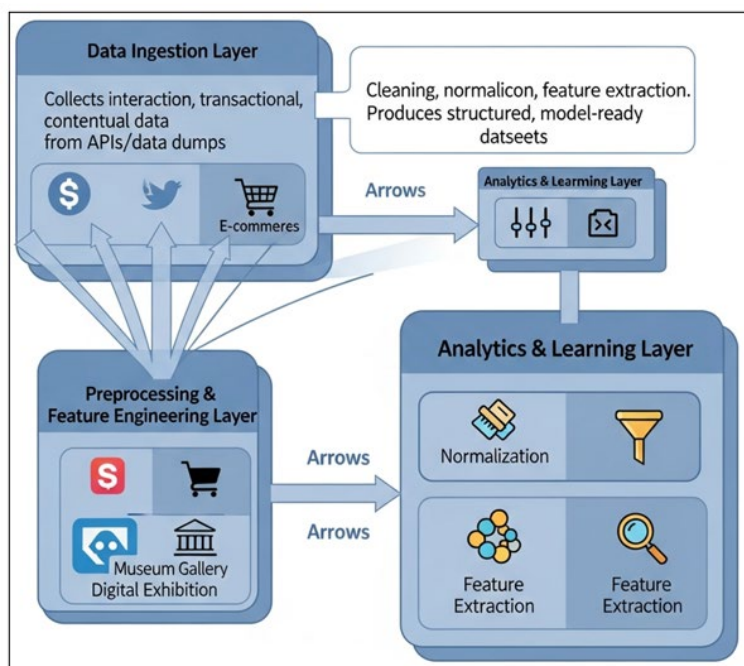 Data Ingestion Layer
Collects interaction, transactional,
contentual data
from APIs/data dumps
$
E-commeres
Cleaning, normalicon, feature extraction.
Produces structured, model-ready
datseets
Arrows
Analytics & Learming Layer
Preprocessing &
Feature Engineering Layer
S
Museum Gallery
Digital Exhibition
Arrows
Arrows
Analytics & Learning Layer
Normalization
Feature
Extraction
Feature
Extraction